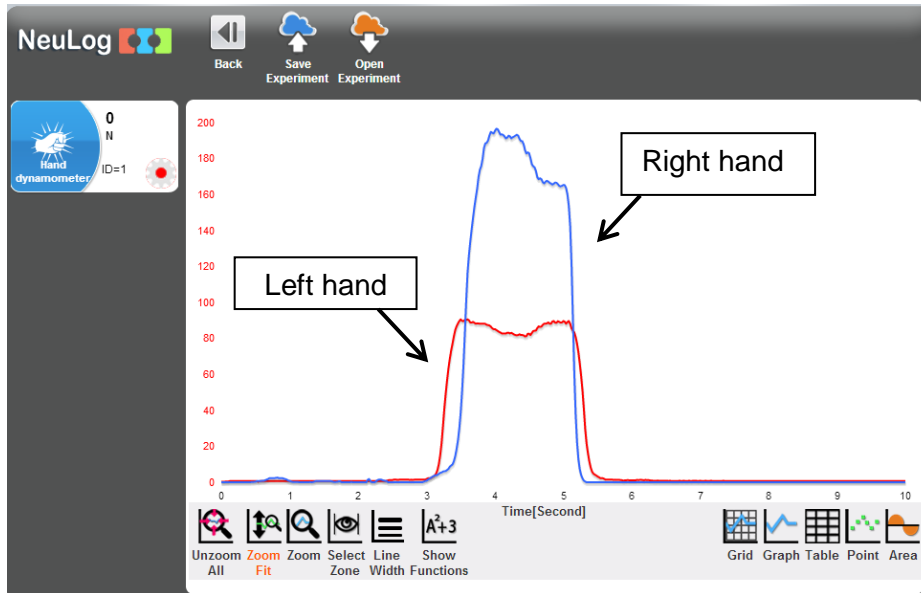 NeuLog
Back
Save
Experiment
Open
Experiment
Hand
dynamometer
0
N
ID=1
200
180
160
140
120
100
80
60
40
20
0
Right hand
Left hand
0 1 2 3 4 5 6 7 8 9 10
Time[Second]
Unzoom
All
Zoom
Fit
Zoom
Select
Zone
Line
Width
A²+3
Show
Functions
Grid
Graph
Table
Point
Area